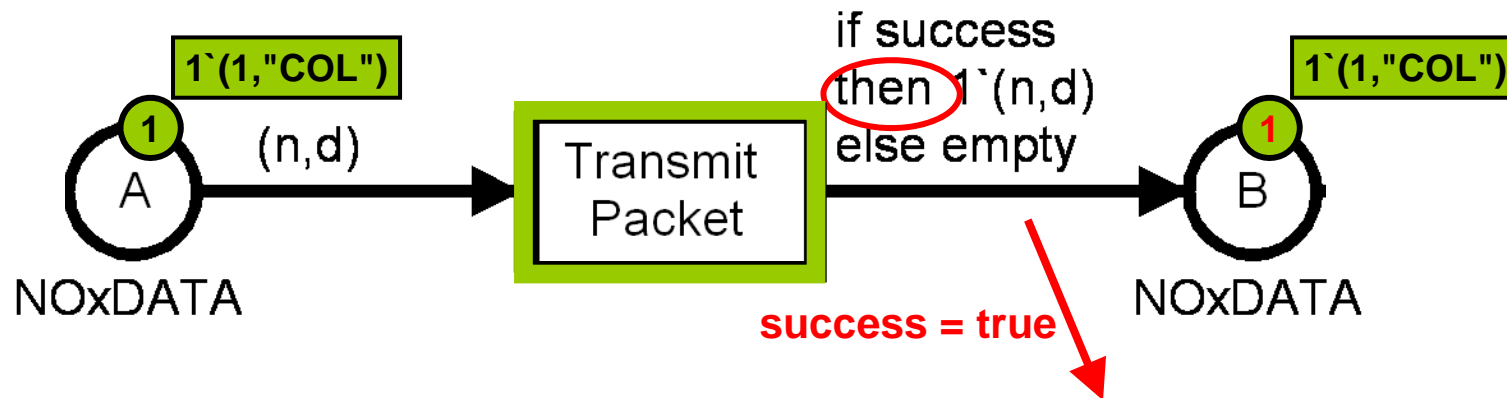 1`(1,"COL")
1
(n,d)
A
NOxDATA
Transmit
Packet
if success
then 1`(n,d)
else empty
success = true
1`(1,"COL")
1
B
NOxDATA